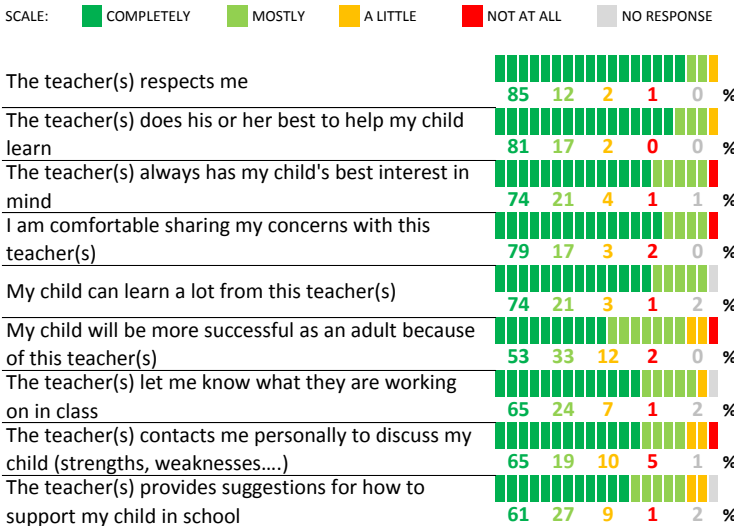 SCALE: COMPLETELY MOSTLY A LITTLE NOT AT ALL NO RESPONSE
The teacher(s) respects me
85 12 2 1 0 %
The teacher(s) does his or her best to help my child
learn
81 17 2 0 0 %
The teacher(s) always has my child's best interest in
mind
74 21 4 1 1 %
I am comfortable sharing my concerns with this
teacher(s)
79 17 3 2 0 %
My child can learn a lot from this teacher(s)
74 21 3 1 2 %
My child will be more successful as an adult because
of this teacher(s)
53 33 12 2 0 %
The teacher(s) let me know what they are working
on in class
65 24 7 1 2 %
The teacher(s) contacts me personally to discuss my
child (strengths, weaknesses....)
65 19 10 5 1 %
The teacher(s) provides suggestions for how to
support my child in school
61 27 9 1 2 %